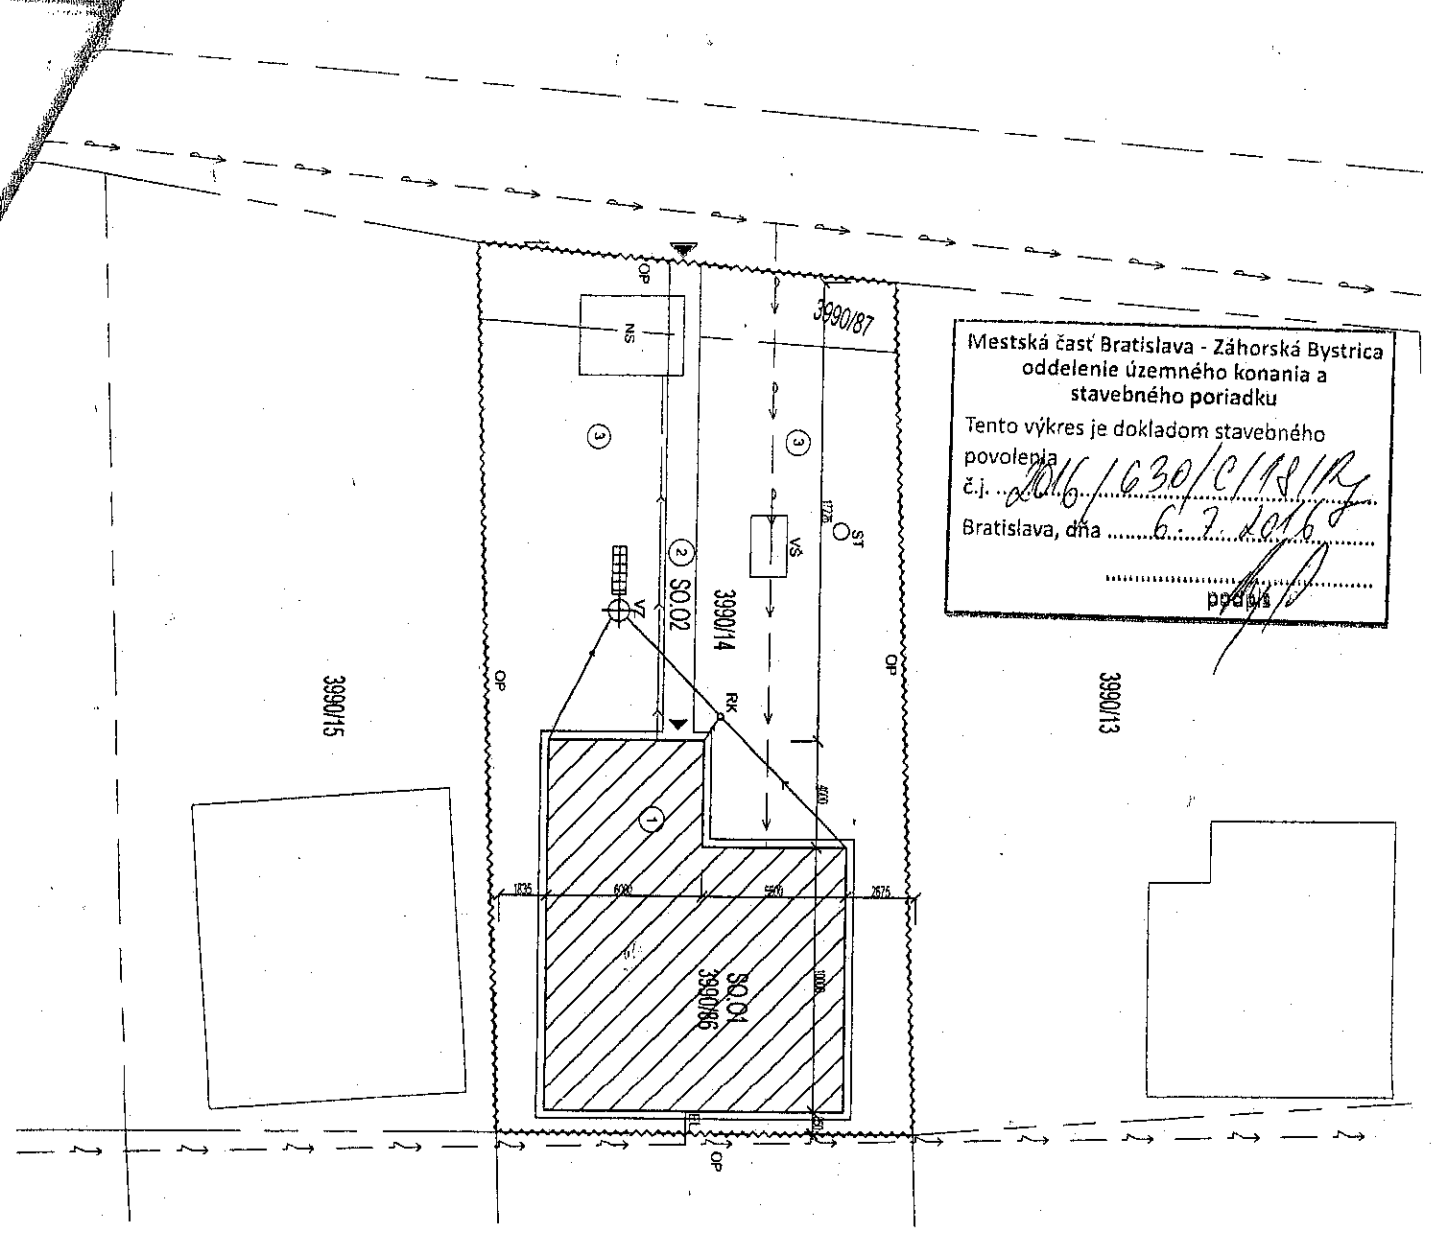 OP
NS
3990/87
3
3
1725
ST
VŠ
2
SO.02
VZ
3990/14
RK
OP
OP
3990/15
3990/13
4000
1
1835
6000
5500
2675
SO.01
3990/86
EL
OP
Mestská časť Bratislava - Záhorská Bystrica
oddelenie územného konania a
stavebného poriadku
Tento výkres je dokladom stavebného
povolenia
č.j. 2016/630/C/18/Rj
Bratislava, dňa 6.7.2016
podpis